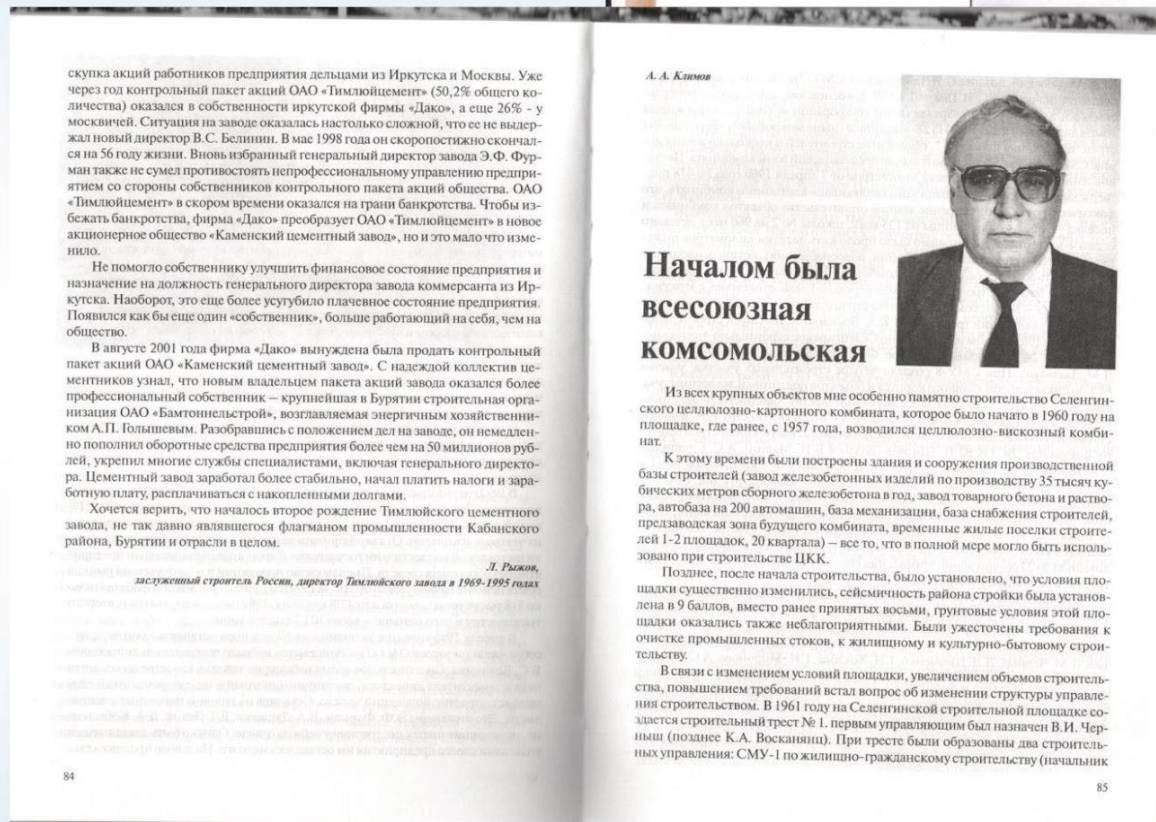 скупка акций работников предприятия дельцами из Иркутска и Москвы. Уже
через год контрольный пакет акций ОАО «Тимлюйцемент» (50,2% общего ко-
личества) оказался в собственности иркутской фирмы «Дако», а еще 26% - у
москвичей. Ситуация на заводе оказалась настолько сложной, что ее не выдер-
жал новый директор В.С. Белинин. В мае 1998 года он скоропостижно скончал-
ся на 56 году жизни. Вновь избранный генеральный директор завода Э.Ф. Фур-
ман также не сумел противостоять непрофессиональному управлению предпри-
ятием со стороны собственников контрольного пакета акций общества. ОАО
«Тимлюйцемент» в скором времени оказался на грани банкротства. Чтобы из-
бежать банкротства, фирма «Дако» преобразует ОАО «Тимлюйцемент» в новое
акционерное общество «Каменский цементный завод», но и это мало что изме-
нило.
Не помогло собственнику улучшить финансовое состояние предприятия и
назначение на должность генерального директора завода коммерсанта из Ир-
кутска. Наоборот, это еще более усугубило плачевное состояние предприятия.
Появился как бы еще один «собственник», больше работающий на себя, чем на
общество.
В августе 2001 года фирма «Дако» вынуждена была продать контрольный
пакет акций ОАО «Каменский цементный завод». С надеждой коллектив це-
ментников узнал, что новым владельцем пакета акций завода оказался более
профессиональный собственник – крупнейшая в Бурятии строительная орга-
низация ОАО «Бамтоннельстрой», возглавляемая энергичным хозяйственни-
ком А.П. Голышевым. Разобравшись с положением дел на заводе, он немедлен-
но пополнил оборотные средства предприятия более чем на 50 миллионов руб-
лей, укрепил многие службы специалистами, включая генерального директо-
ра. Цементный завод заработал более стабильно, начал платить налоги и зара-
ботную плату, расплачиваться с накопленными долгами.
Хочется верить, что началось второе рождение Тимлюйского цементного
завода, не так давно являвшегося флагманом промышленности Кабанского
района, Бурятии и отрасли в целом.
Л. Рыжов,
заслуженный строитель России, директор Тимлюйского завода в 1969-1995 годах
84
А. А. Климов
Началом была
всесоюзная
комсомольская
Из всех крупных объектов мне особенно памятно строительство Селенгин-
ского целлюлозно-картонного комбината, которое было начато в 1960 году на
площадке, где ранее, с 1957 года, возводился целлюлозно-вискозный комби-
нат.
К этому времени были построены здания и сооружения производственной
базы строителей (завод железобетонных изделий по производству 35 тысяч ку-
бических метров сборного железобетона в год, завод товарного бетона и раство-
ра, автобаза на 200 автомашин, база механизации, база снабжения строителей,
предзаводская зона будущего комбината, временные жилые поселки строите-
лей 1-2 площадок, 20 квартала) – все то, что в полной мере могло быть исполь-
зовано при строительстве ЦКК.
Позднее, после начала строительства, было установлено, что условия пло-
щадки существенно изменились, сейсмичность района стройки была установ-
лена в 9 баллов, вместо ранее принятых восьми, грунтовые условия этой пло-
щадки оказались также неблагоприятными. Были ужесточены требования к
очистке промышленных стоков, к жилищному и культурно-бытовому строи-
тельству.
В связи с изменением условий площадки, увеличением объемов строитель-
ства, повышением требований встал вопрос об изменении структуры управле-
ния строительством. В 1961 году на Селенгинской строительной площадке со-
здается строительный трест № 1. первым управляющим был назначен В.И. Чер-
ныш (позднее К.А. Восканянц). При тресте были образованы два строитель-
ных управления: СМУ-1 по жилищно-гражданскому строительству (начальник
85